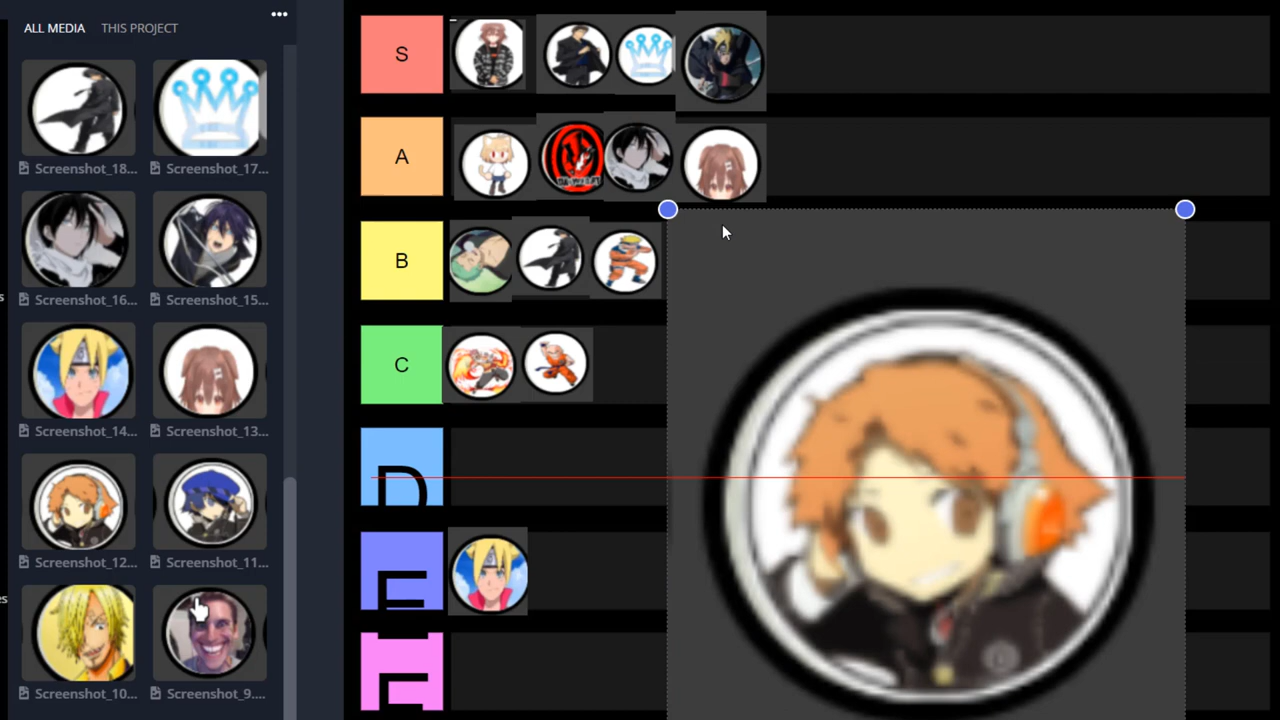 ALL MEDIA THIS PROJECT
Screenshot_18... Screenshot_17...
Screenshot_16... Screenshot_15...
Screenshot_14... Screenshot_13...
Screenshot_12... Screenshot_11...
Screenshot_10... Screenshot_9....
S
A
B
C
D
E
F